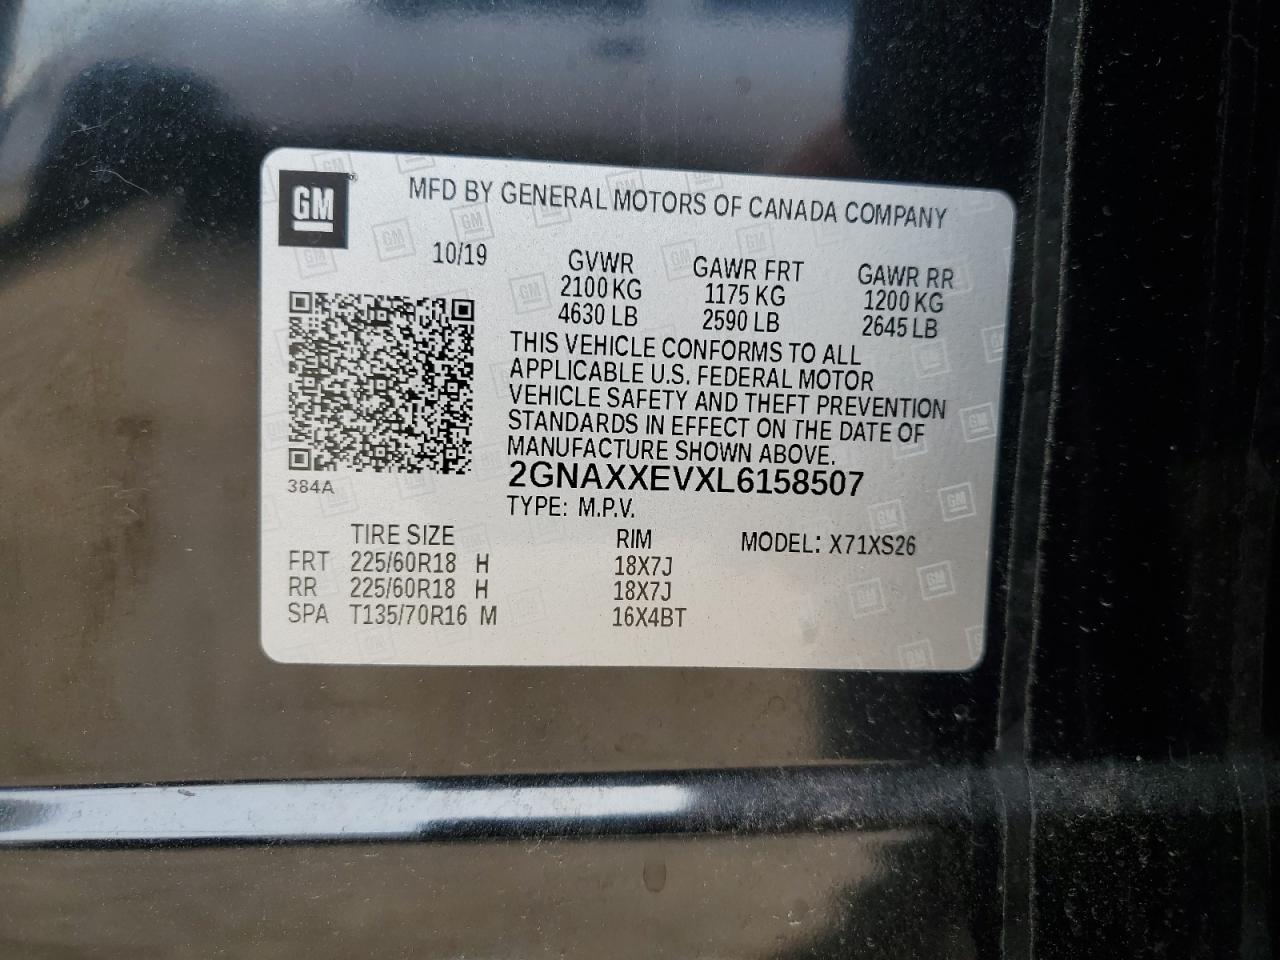 GM
MFD BY GENERAL MOTORS OF CANADA COMPANY
10/19
GVWR GAWR FRT GAWR RR
2100 KG 1175 KG 1200 KG
4630 LB 2590 LB 2645 LB
THIS VEHICLE CONFORMS TO ALL
APPLICABLE U.S. FEDERAL MOTOR
VEHICLE SAFETY AND THEFT PREVENTION
STANDARDS IN EFFECT ON THE DATE OF
MANUFACTURE SHOWN ABOVE.
384A
2GNAXXEVXL6158507
TYPE: M.P.V.
TIRE SIZE RIM MODEL: X71XS26
FRT 225/60R18 H 18X7J
RR 225/60R18 H 18X7J
SPA T135/70R16 M 16X4BT